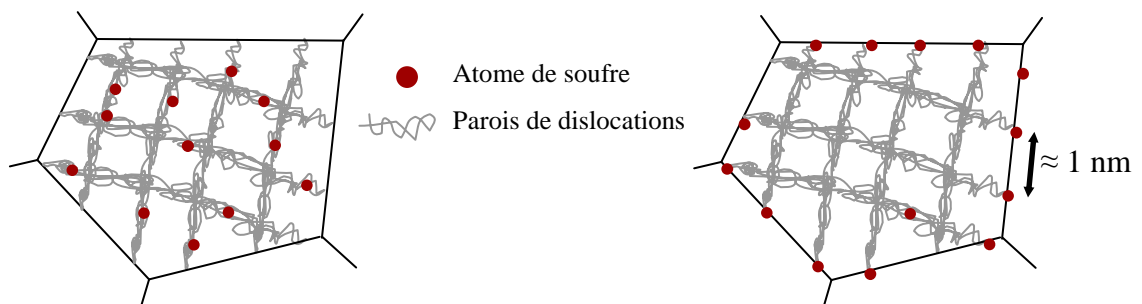 Atome de soufre
Parois de dislocations
≈ 1 nm